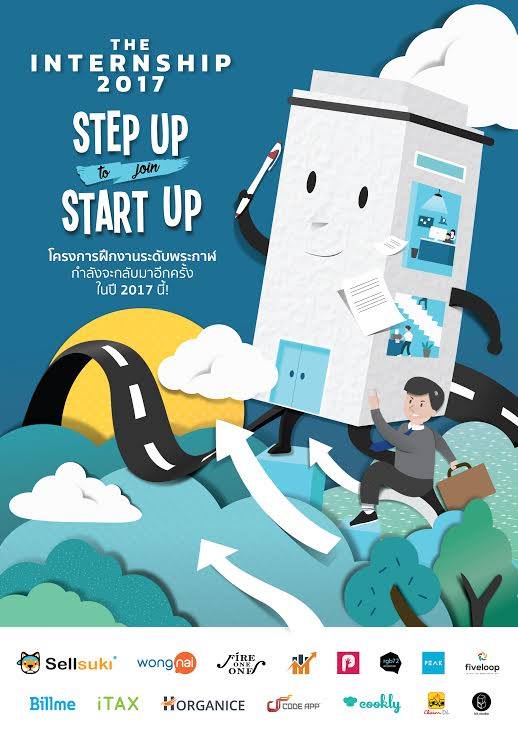 THE
INTERNSHIP
2017
STEP UP
to join
START UP
โครงการฝึกงานระดับพระกาฬ
กำลังจะกลับมาอีกครั้ง
ในปี 2017 นี้!
Sellsuki
wongnai
FIRE ONE ONE
rgb72
PEAK
fiveloop
Billme
iTAX
HORGANICE
CODE APP
cookly